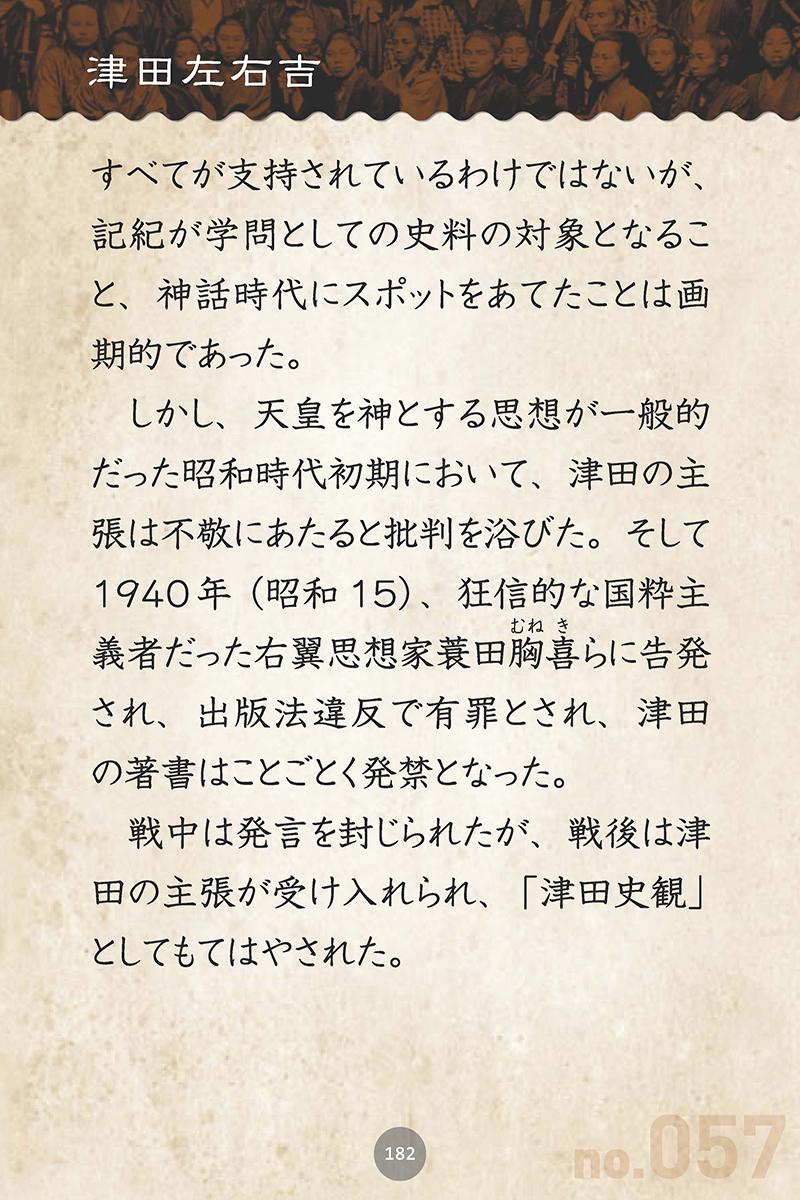 津田左右吉
すべてが支持されているわけではないが、
記紀が学問としての史料の対象となるこ
と、神話時代にスポットをあてたことは画
期的であった。
　しかし、天皇を神とする思想が一般的
だった昭和時代初期において、津田の主
張は不敬にあたると批判を浴びた。そして
1940年（昭和15）、狂信的な国粋主
むねき
義者だった右翼思想家蓑田胸喜らに告発
され、出版法違反で有罪とされ、津田
の著書はことごとく発禁となった。
　戦中は発言を封じられたが、戦後は津
田の主張が受け入れられ、「津田史観」
としてもてはやされた。
182
no.057